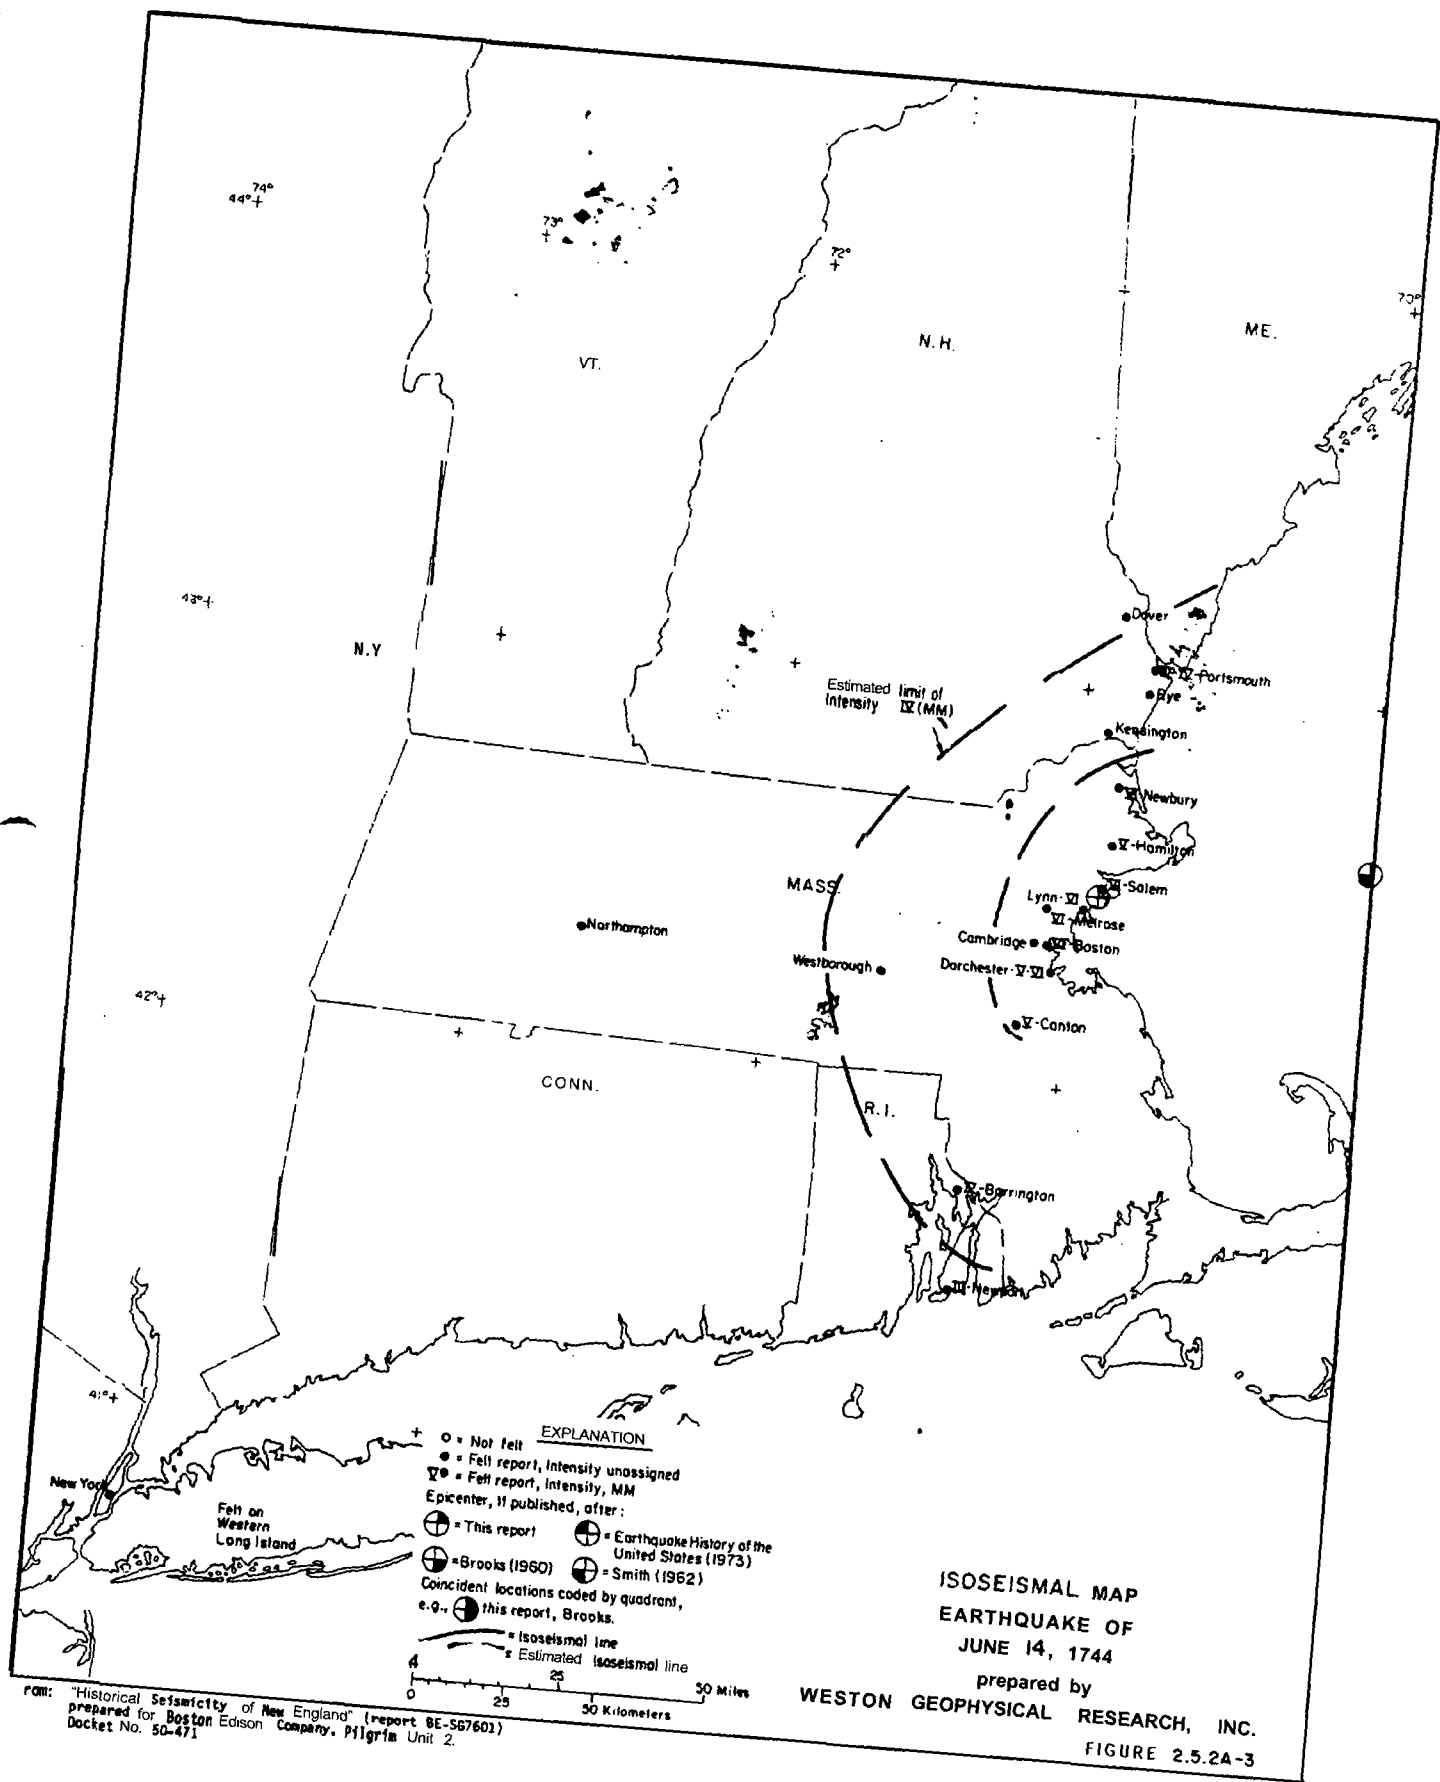 74°
44°
73°
72°
70°
VT.
N.H.
ME.
43°
N.Y
Dover
IV-Portsmouth
Rye
Estimated limit of
Intensity IV (MM)
Kensington
VI-Newbury
V-Hamilton
MASS.
VI-Salem
Lynn-VI
VI-Melrose
Northampton
Cambridge
VI-Boston
Westborough
Dorchester-V-VI
42°
V-Canton
CONN.
R.I.
-Barrington
III-Newport
41°
New York
Felt on
Western
Long Island
EXPLANATION
○ = Not felt
● = Felt report, Intensity unassigned
V● = Felt report, Intensity, MM
Epicenter, if published, after:
= This report
= Earthquake History of the
United States (1973)
=Brooks (1960)
= Smith (1962)
Coincident locations coded by quadrant,
e.g., this report, Brooks.
= Isoseismal line
= Estimated Isoseismal line
25
50 Miles
0
25
50 Kilometers
ISOSEISMAL MAP
EARTHQUAKE OF
JUNE 14, 1744
prepared by
WESTON GEOPHYSICAL RESEARCH, INC.
FIGURE 2.5.2A-3
rom: "Historical Seismicity of New England" (report BE-SG7601)
prepared for Boston Edison Company, Pilgrim Unit 2.
Docket No. 50-471